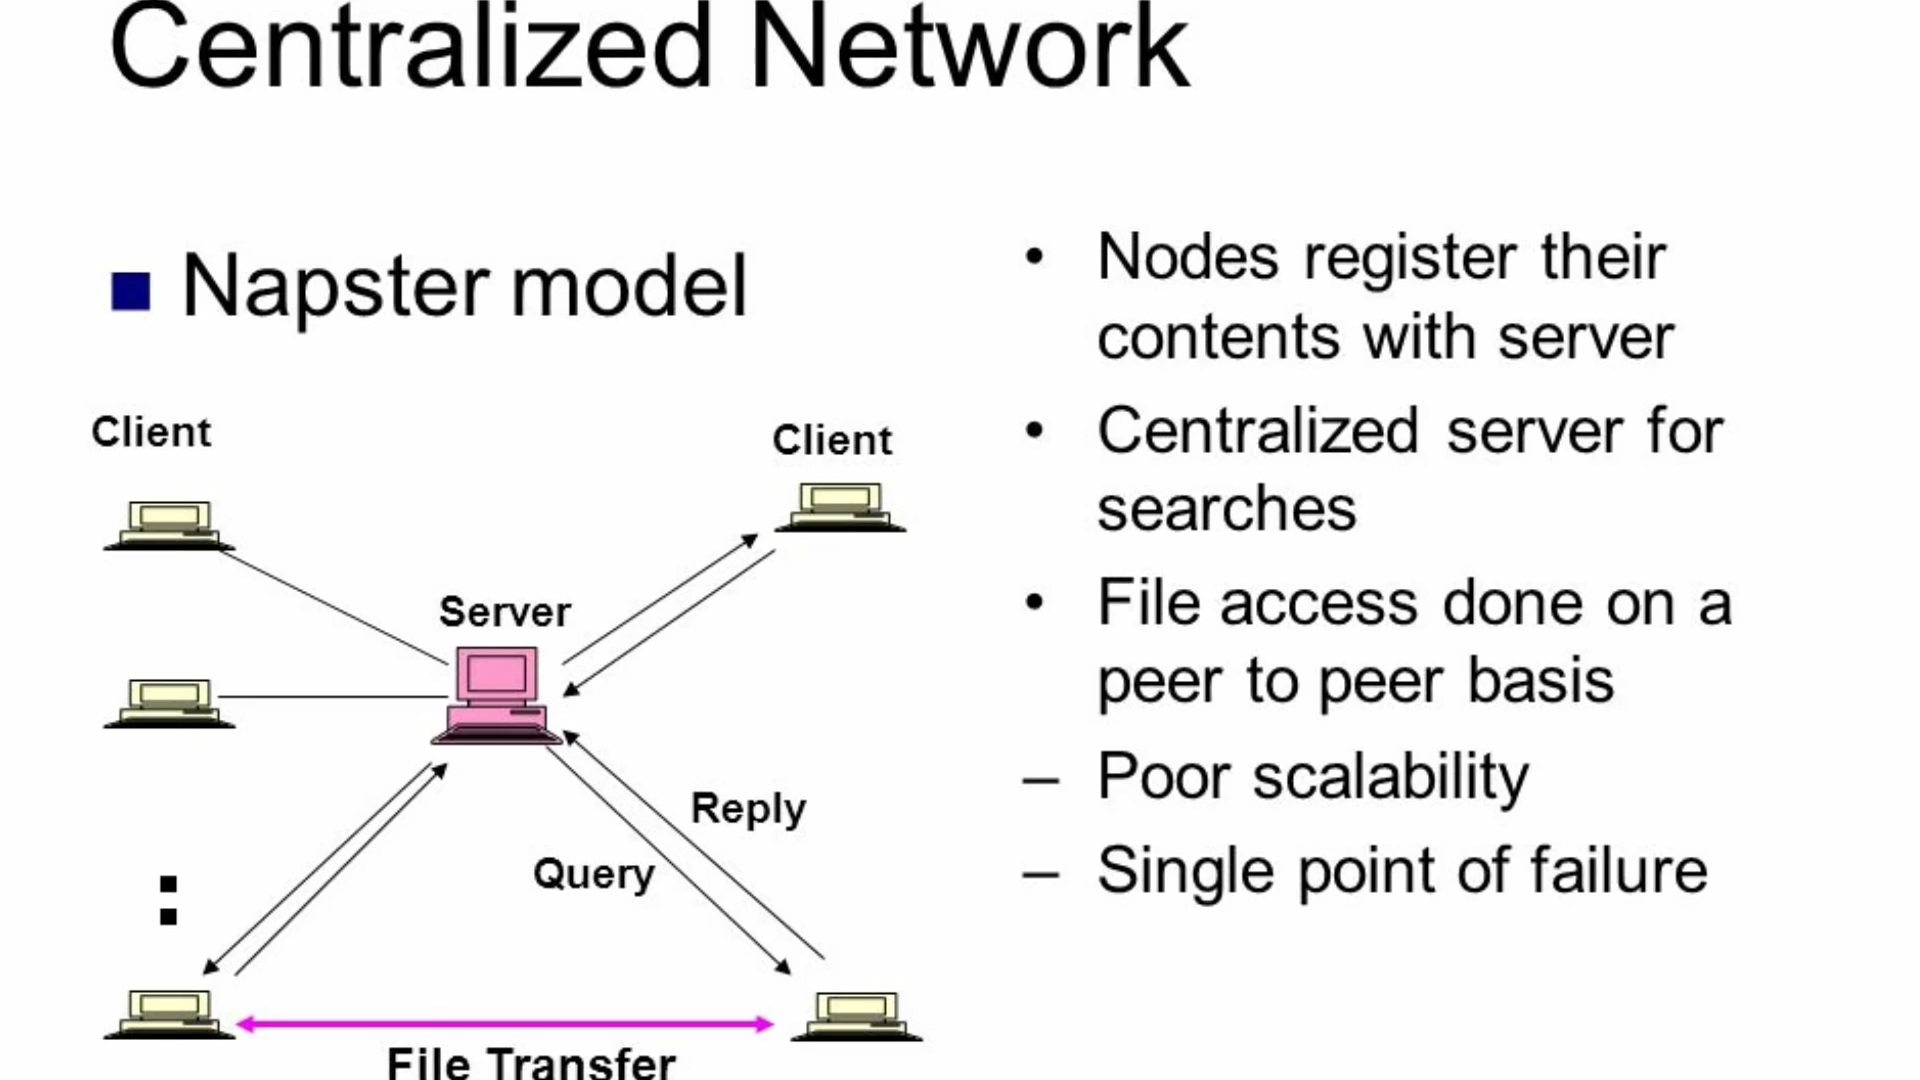 Centralized Network
■ Napster model
Client
Client
Server
Reply
Query
:
File Transfer
• Nodes register their
contents with server
• Centralized server for
searches
• File access done on a
peer to peer basis
– Poor scalability
– Single point of failure